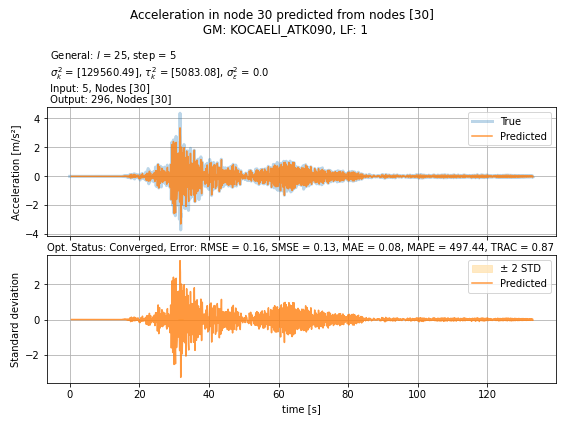 Acceleration in node 30 predicted from nodes [30]
GM: KOCAELI_ATK090, LF: 1
General: l = 25, step = 5
σ²ₖ = [129560.49], τ²ₖ = [5083.08], σ²ε = 0.0
Input: 5, Nodes [30]
Output: 296, Nodes [30]
Acceleration [m/s²]
4
2
0
−2
−4
True
Predicted
Opt. Status: Converged, Error: RMSE = 0.16, SMSE = 0.13, MAE = 0.08, MAPE = 497.44, TRAC = 0.87
Standard deviation
2
0
−2
± 2 STD
Predicted
0 20 40 60 80 100 120
time [s]